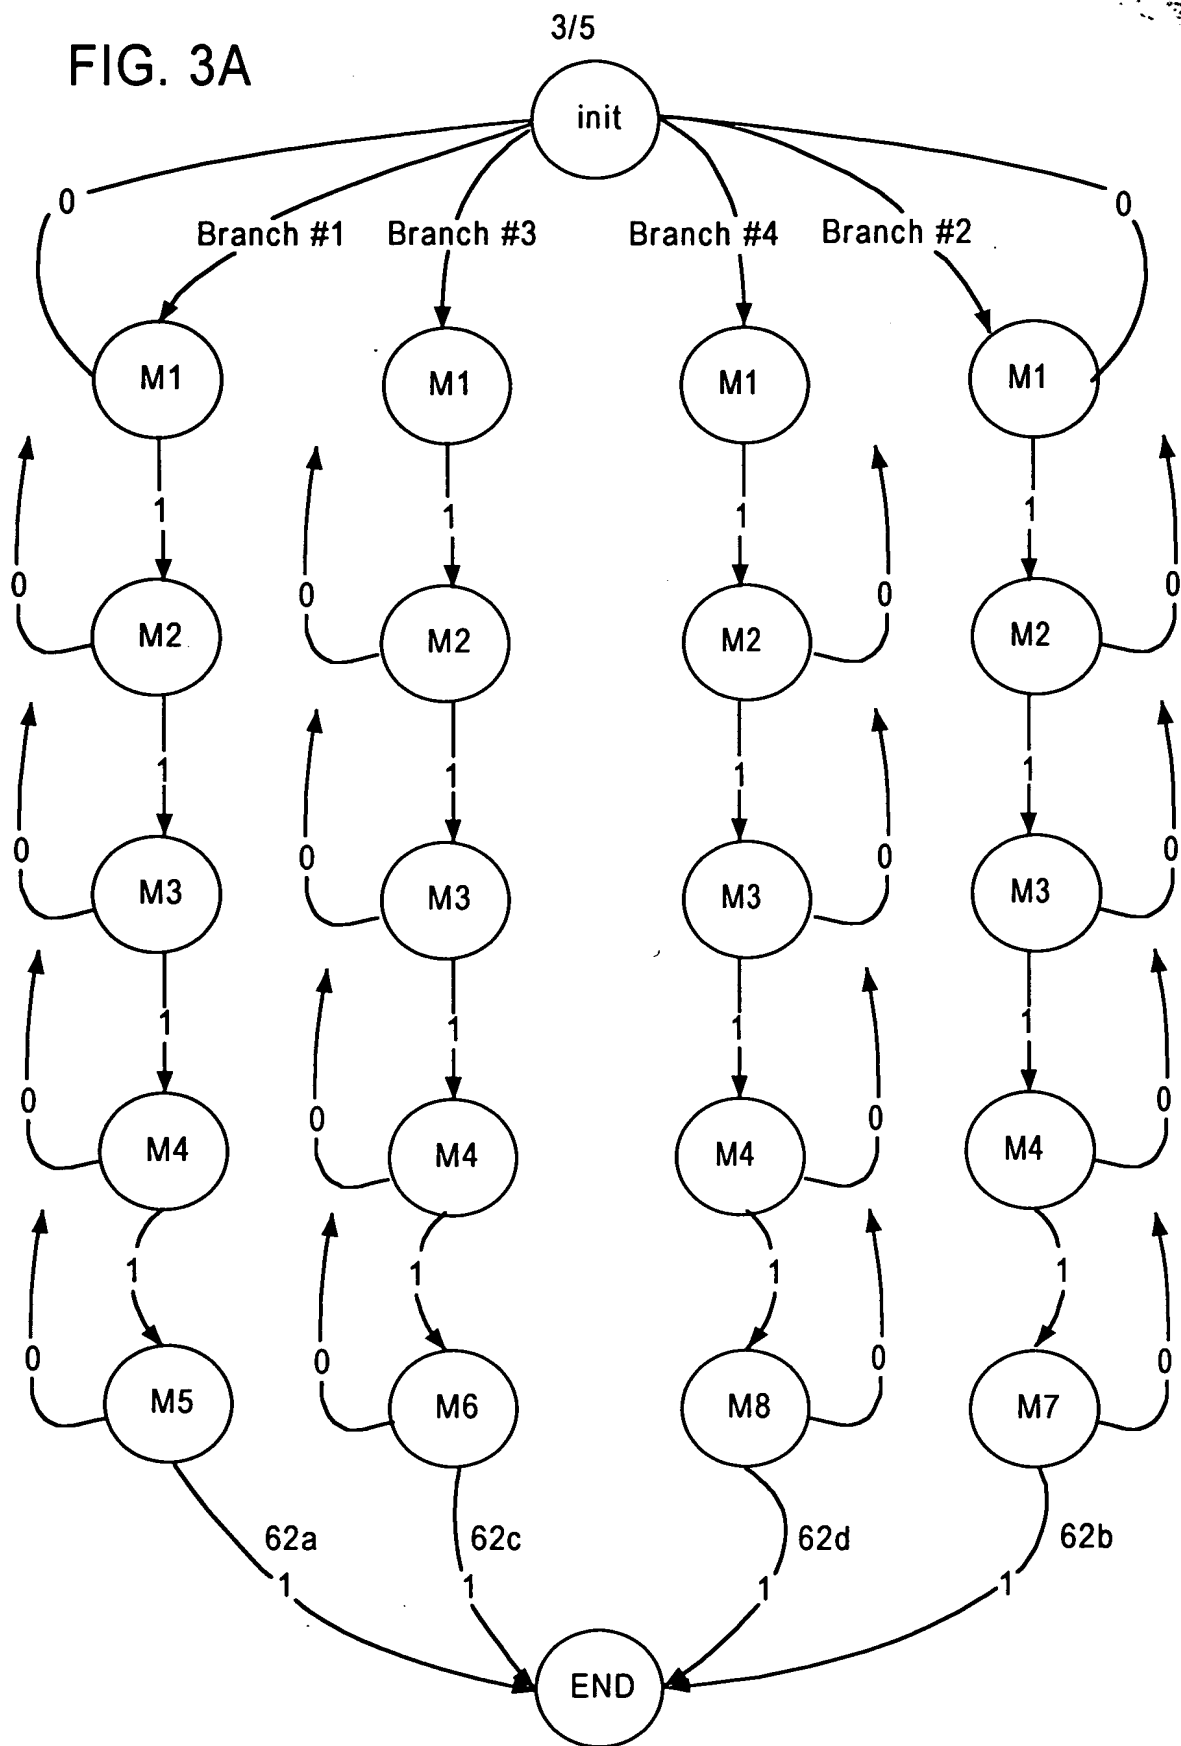 3/5
FIG. 3A
init
0 0
Branch #1 Branch #3 Branch #4 Branch #2
M1 M1 M1 M1
1 1 1 1
0 0 0 0
M2 M2 M2 M2
1 1 1 1
0 0 0 0
M3 M3 M3 M3
1 1 1 1
0 0 0 0
M4 M4 M4 M4
1 1 1 1
0 0 0 0
M5 M6 M8 M7
62a 62c 62d 62b
1 1 1 1
END